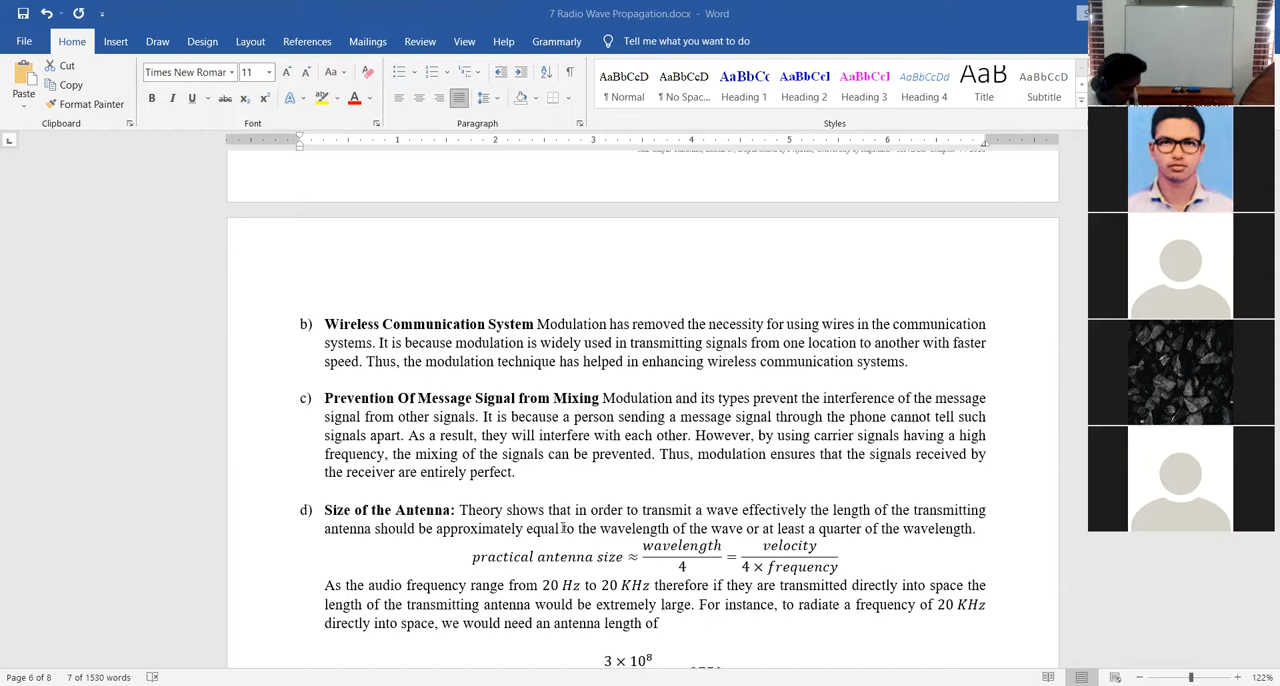 7 Radio Wave Propagation.docx - Word
File Home Insert Draw Design Layout References Mailings Review View Help Grammarly Tell me what you want to do
Paste Cut Copy Format Painter
Times New Romar 11
AaBbCcD AaBbCcD AaBbCc AaBbCcI AaBbCcI AaBbCcDd AaB AaBbCcD
¶ Normal ¶ No Spac... Heading 1 Heading 2 Heading 3 Heading 4 Title Subtitle
Clipboard Font Paragraph Styles
1 2 3 4 5 6
b) Wireless Communication System Modulation has removed the necessity for using wires in the communication
systems. It is because modulation is widely used in transmitting signals from one location to another with faster
speed. Thus, the modulation technique has helped in enhancing wireless communication systems.
c) Prevention Of Message Signal from Mixing Modulation and its types prevent the interference of the message
signal from other signals. It is because a person sending a message signal through the phone cannot tell such
signals apart. As a result, they will interfere with each other. However, by using carrier signals having a high
frequency, the mixing of the signals can be prevented. Thus, modulation ensures that the signals received by
the receiver are entirely perfect.
d) Size of the Antenna: Theory shows that in order to transmit a wave effectively the length of the transmitting
antenna should be approximately equal to the wavelength of the wave or at least a quarter of the wavelength.
practical antenna size ≈ wavelength / 4 = velocity / 4 × frequency
As the audio frequency range from 20 Hz to 20 KHz therefore if they are transmitted directly into space the
length of the transmitting antenna would be extremely large. For instance, to radiate a frequency of 20 KHz
directly into space, we would need an antenna length of
3 × 10⁸
Page 6 of 8 7 of 1530 words 122%